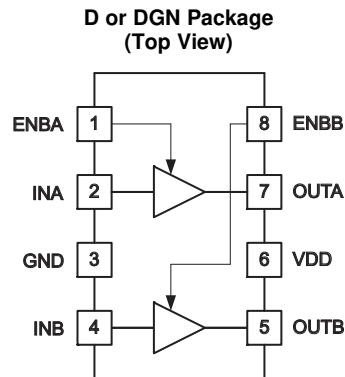 D or DGN Package
(Top View)
ENBA 1 8 ENBB
INA 2 7 OUTA
GND 3 6 VDD
INB 4 5 OUTB